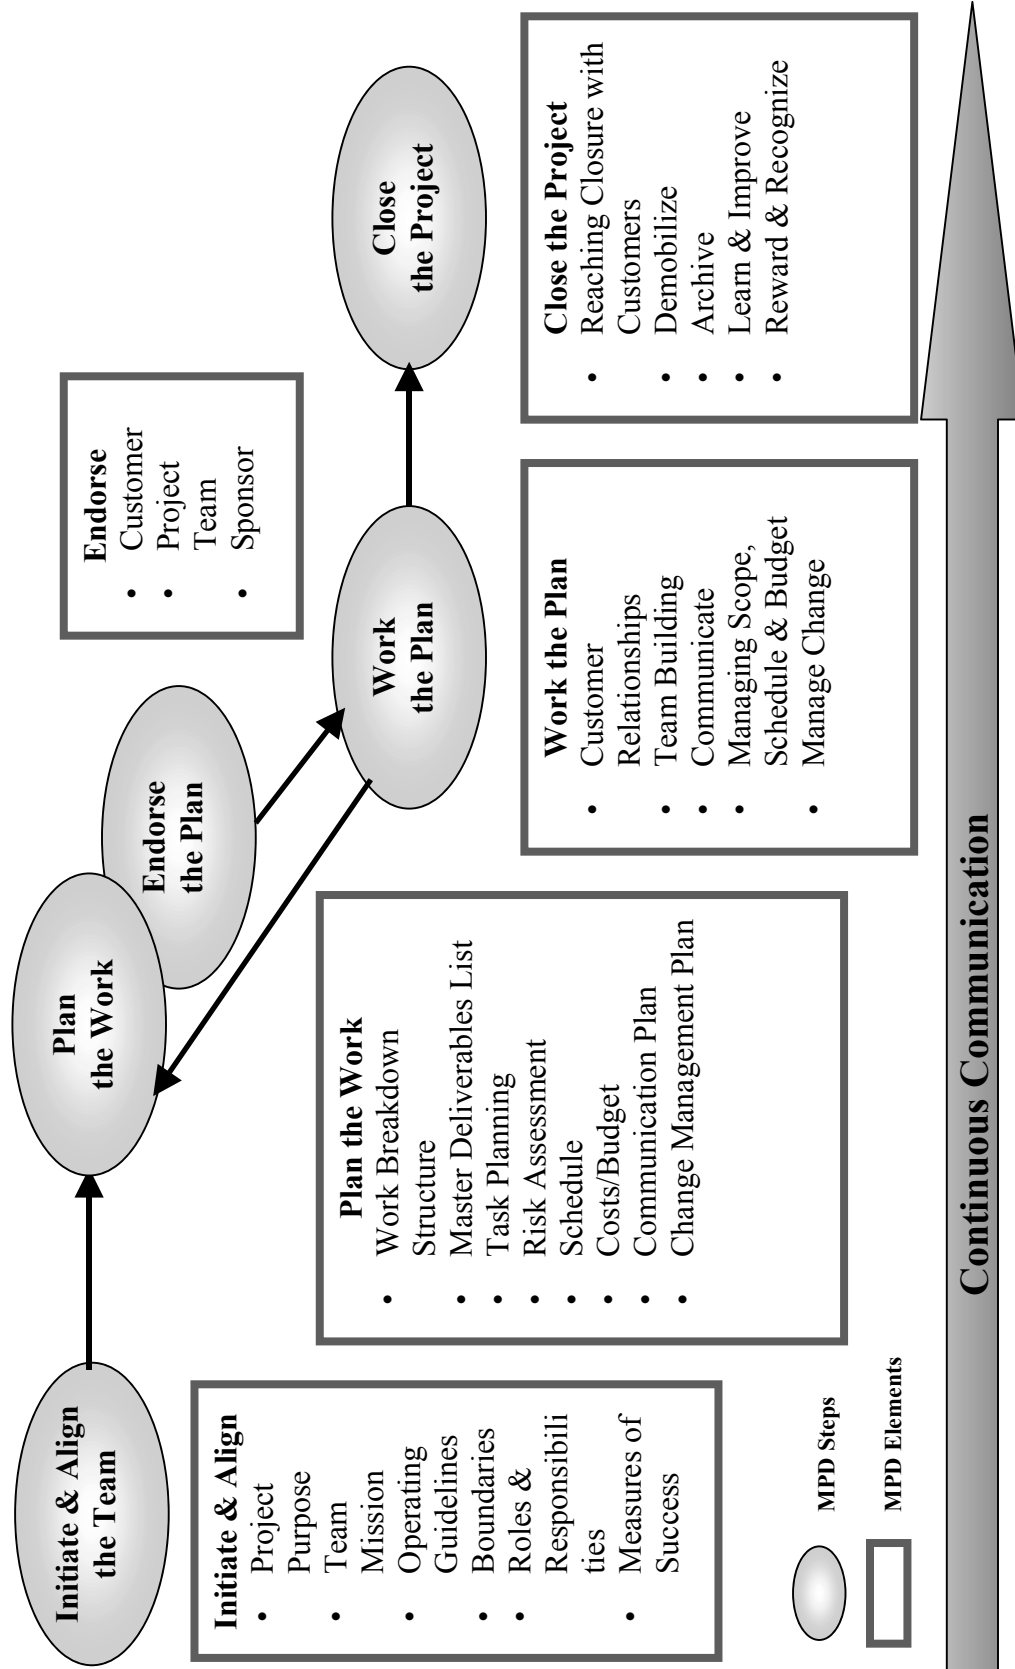 Initiate & Align
the Team
Plan
the Work
Endorse
the Plan
Work
the Plan
Close
the Project
Endorse
• Customer
• Project
Team
• Sponsor
Initiate & Align
• Project
Purpose
• Team
Mission
• Operating
Guidelines
• Boundaries
• Roles &
Responsibili
ties
• Measures of
Success
Plan the Work
• Work Breakdown
Structure
• Master Deliverables List
• Task Planning
• Risk Assessment
• Schedule
• Costs/Budget
• Communication Plan
• Change Management Plan
Work the Plan
• Customer
Relationships
• Team Building
• Communicate
• Managing Scope,
Schedule & Budget
• Manage Change
Close the Project
• Reaching Closure with
Customers
• Demobilize
• Archive
• Learn & Improve
• Reward & Recognize
MPD Steps
MPD Elements
Continuous Communication